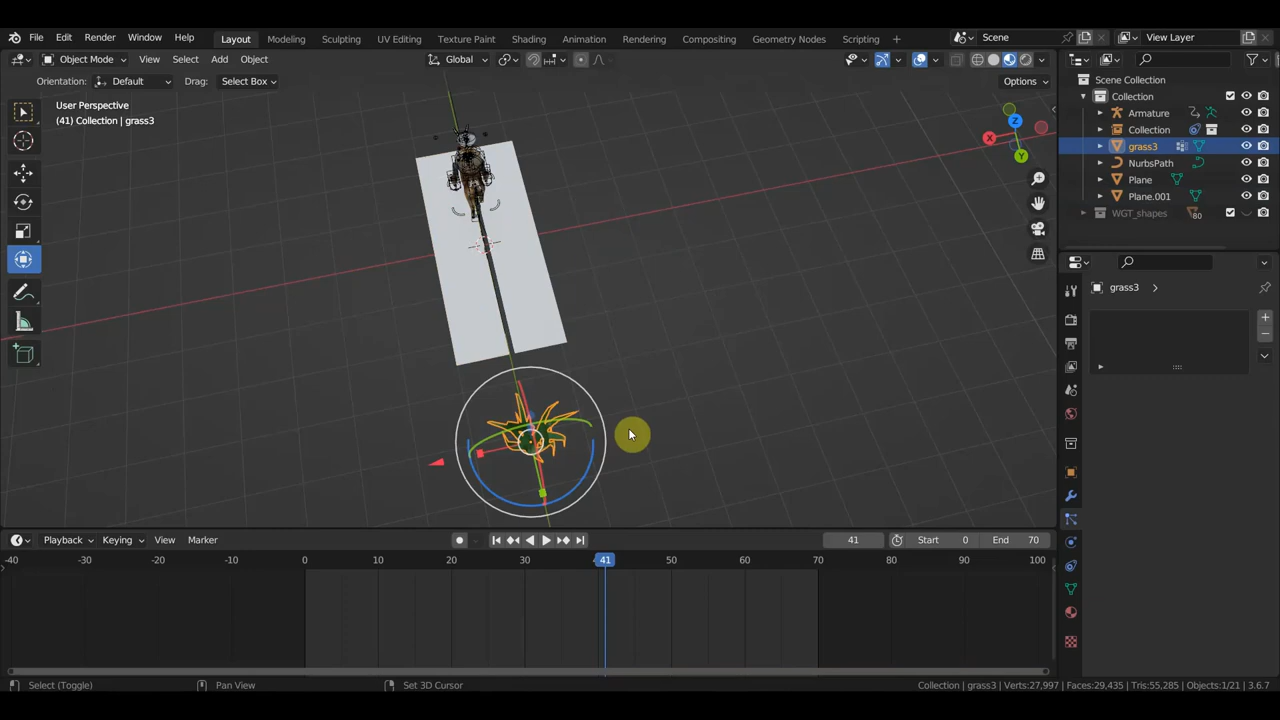 File Edit Render Window Help Layout Modeling Sculpting UV Editing Texture Paint Shading Animation Rendering Compositing Geometry Nodes Scripting + Scene View Layer
Object Mode View Select Add Object Global
Orientation: Default Drag: Select Box Options
User Perspective
(41) Collection | grass3
Scene Collection
Collection
Armature
Collection
grass3
NurbsPath
Plane
Plane.001
WGT_shapes 80
grass3
X
Y
Z
Playback Keying View Marker 41 Start 0 End 70
-40 -30 -20 -10 0 10 20 30 41 50 60 70 80 90 100
Select (Toggle) Pan View Set 3D Cursor Collection | grass3 | Verts:27,997 | Faces:29,435 | Tris:55,285 | Objects:1/21 | 3.6.7